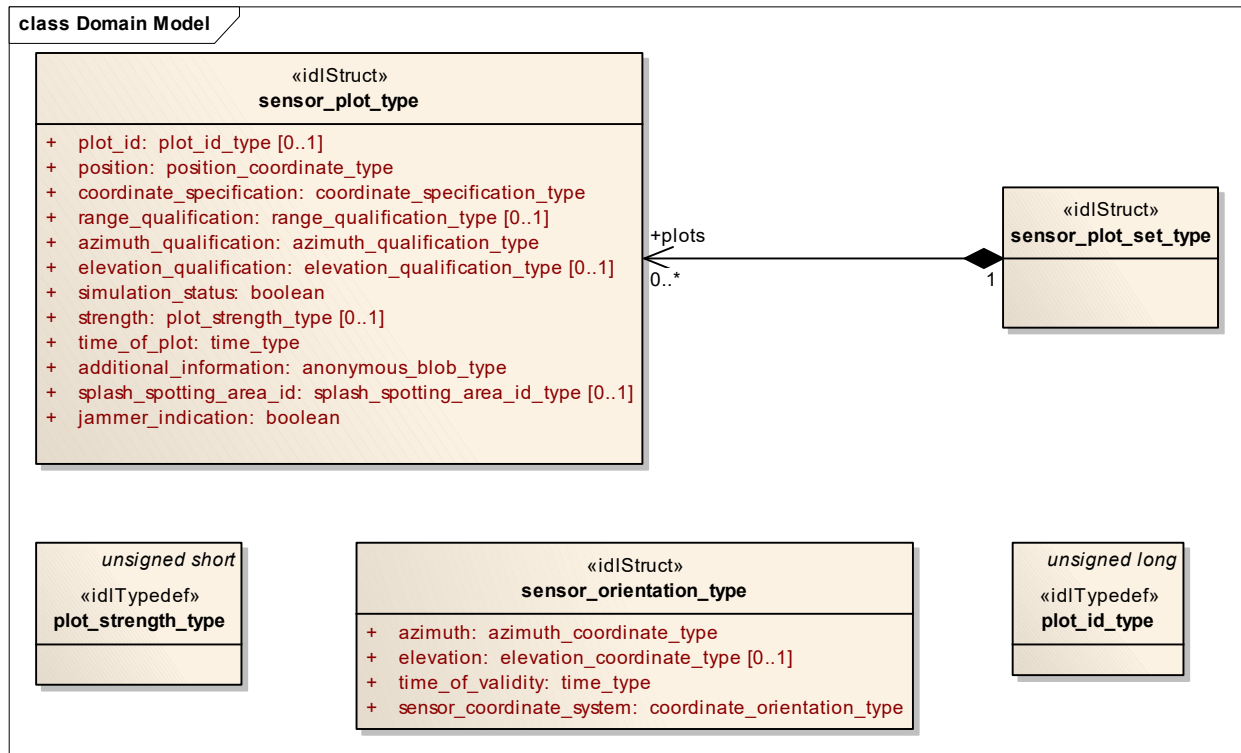 class Domain Model
«idlStruct»
sensor_plot_type
+ plot_id: plot_id_type [0..1]
+ position: position_coordinate_type
+ coordinate_specification: coordinate_specification_type
+ range_qualification: range_qualification_type [0..1]
+ azimuth_qualification: azimuth_qualification_type
+ elevation_qualification: elevation_qualification_type [0..1]
+ simulation_status: boolean
+ strength: plot_strength_type [0..1]
+ time_of_plot: time_type
+ additional_information: anonymous_blob_type
+ splash_spotting_area_id: splash_spotting_area_id_type [0..1]
+ jammer_indication: boolean
+plots
0..*
1
«idlStruct»
sensor_plot_set_type
unsigned short
«idlTypedef»
plot_strength_type
«idlStruct»
sensor_orientation_type
+ azimuth: azimuth_coordinate_type
+ elevation: elevation_coordinate_type [0..1]
+ time_of_validity: time_type
+ sensor_coordinate_system: coordinate_orientation_type
unsigned long
«idlTypedef»
plot_id_type